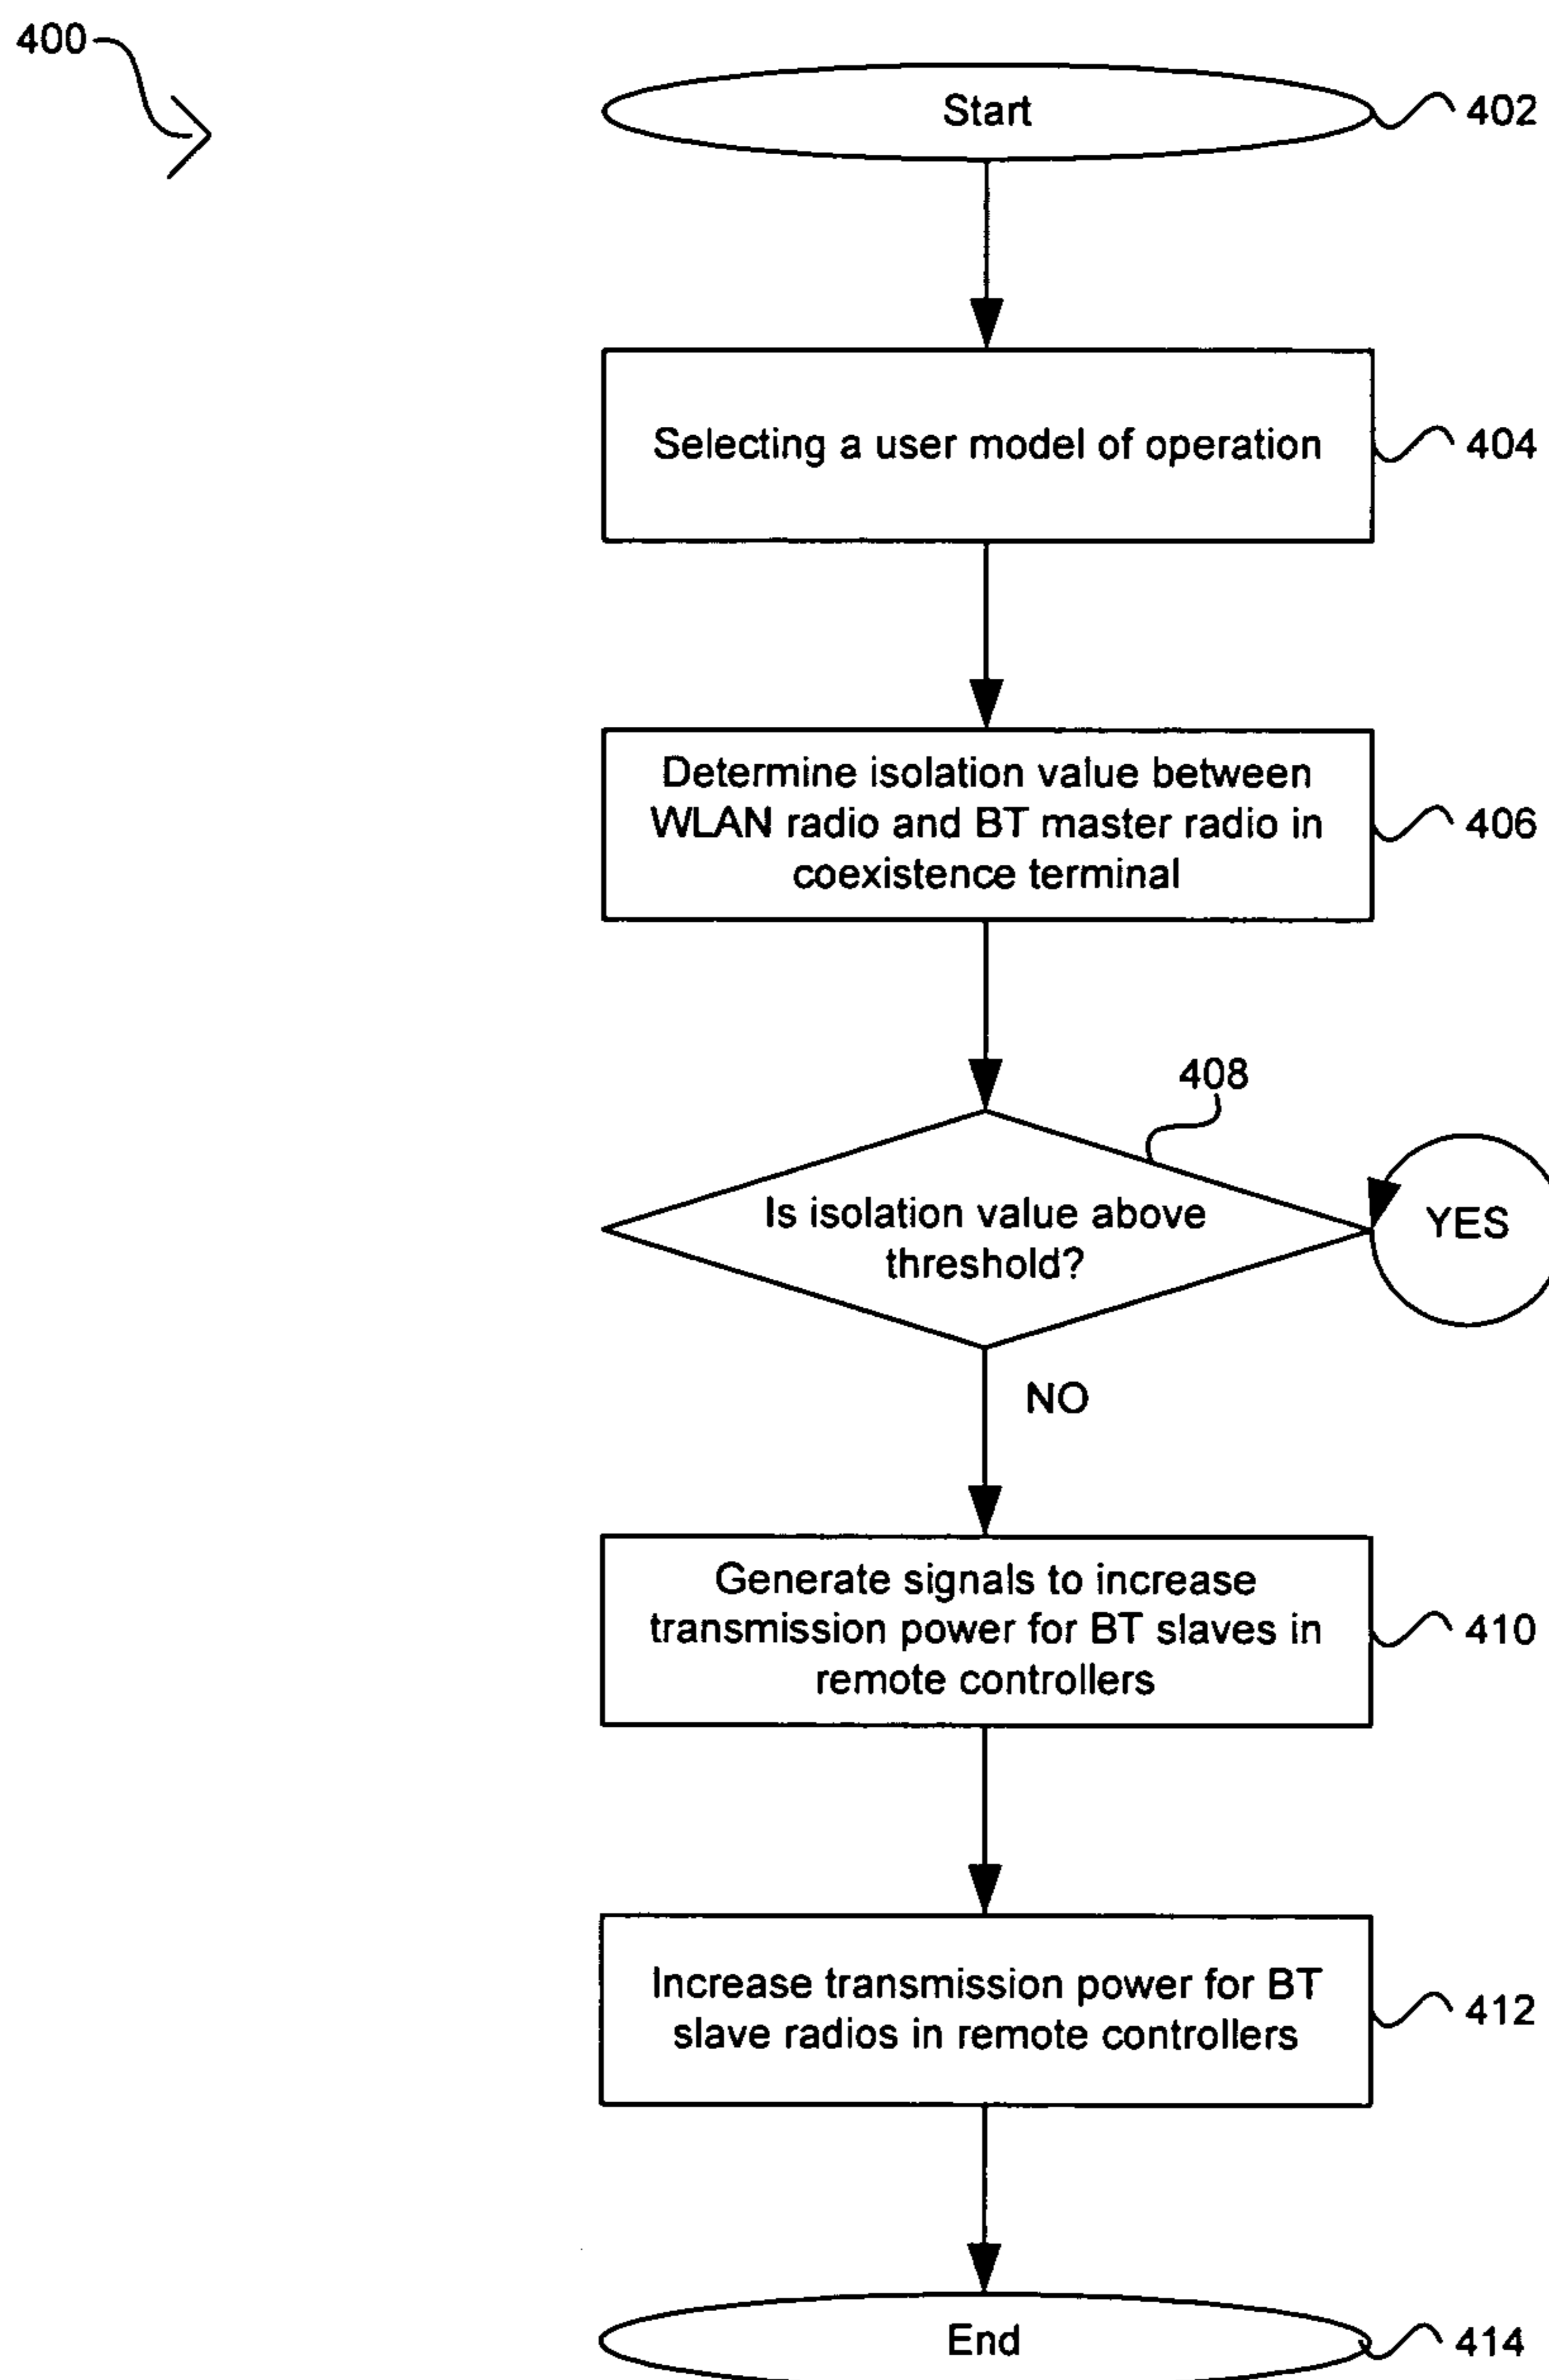 400
Start
402
Selecting a user model of operation
404
Determine isolation value between
WLAN radio and BT master radio in
coexistence terminal
406
408
Is isolation value above
threshold?
YES
NO
Generate signals to increase
transmission power for BT slaves in
remote controllers
410
Increase transmission power for BT
slave radios in remote controllers
412
End
414